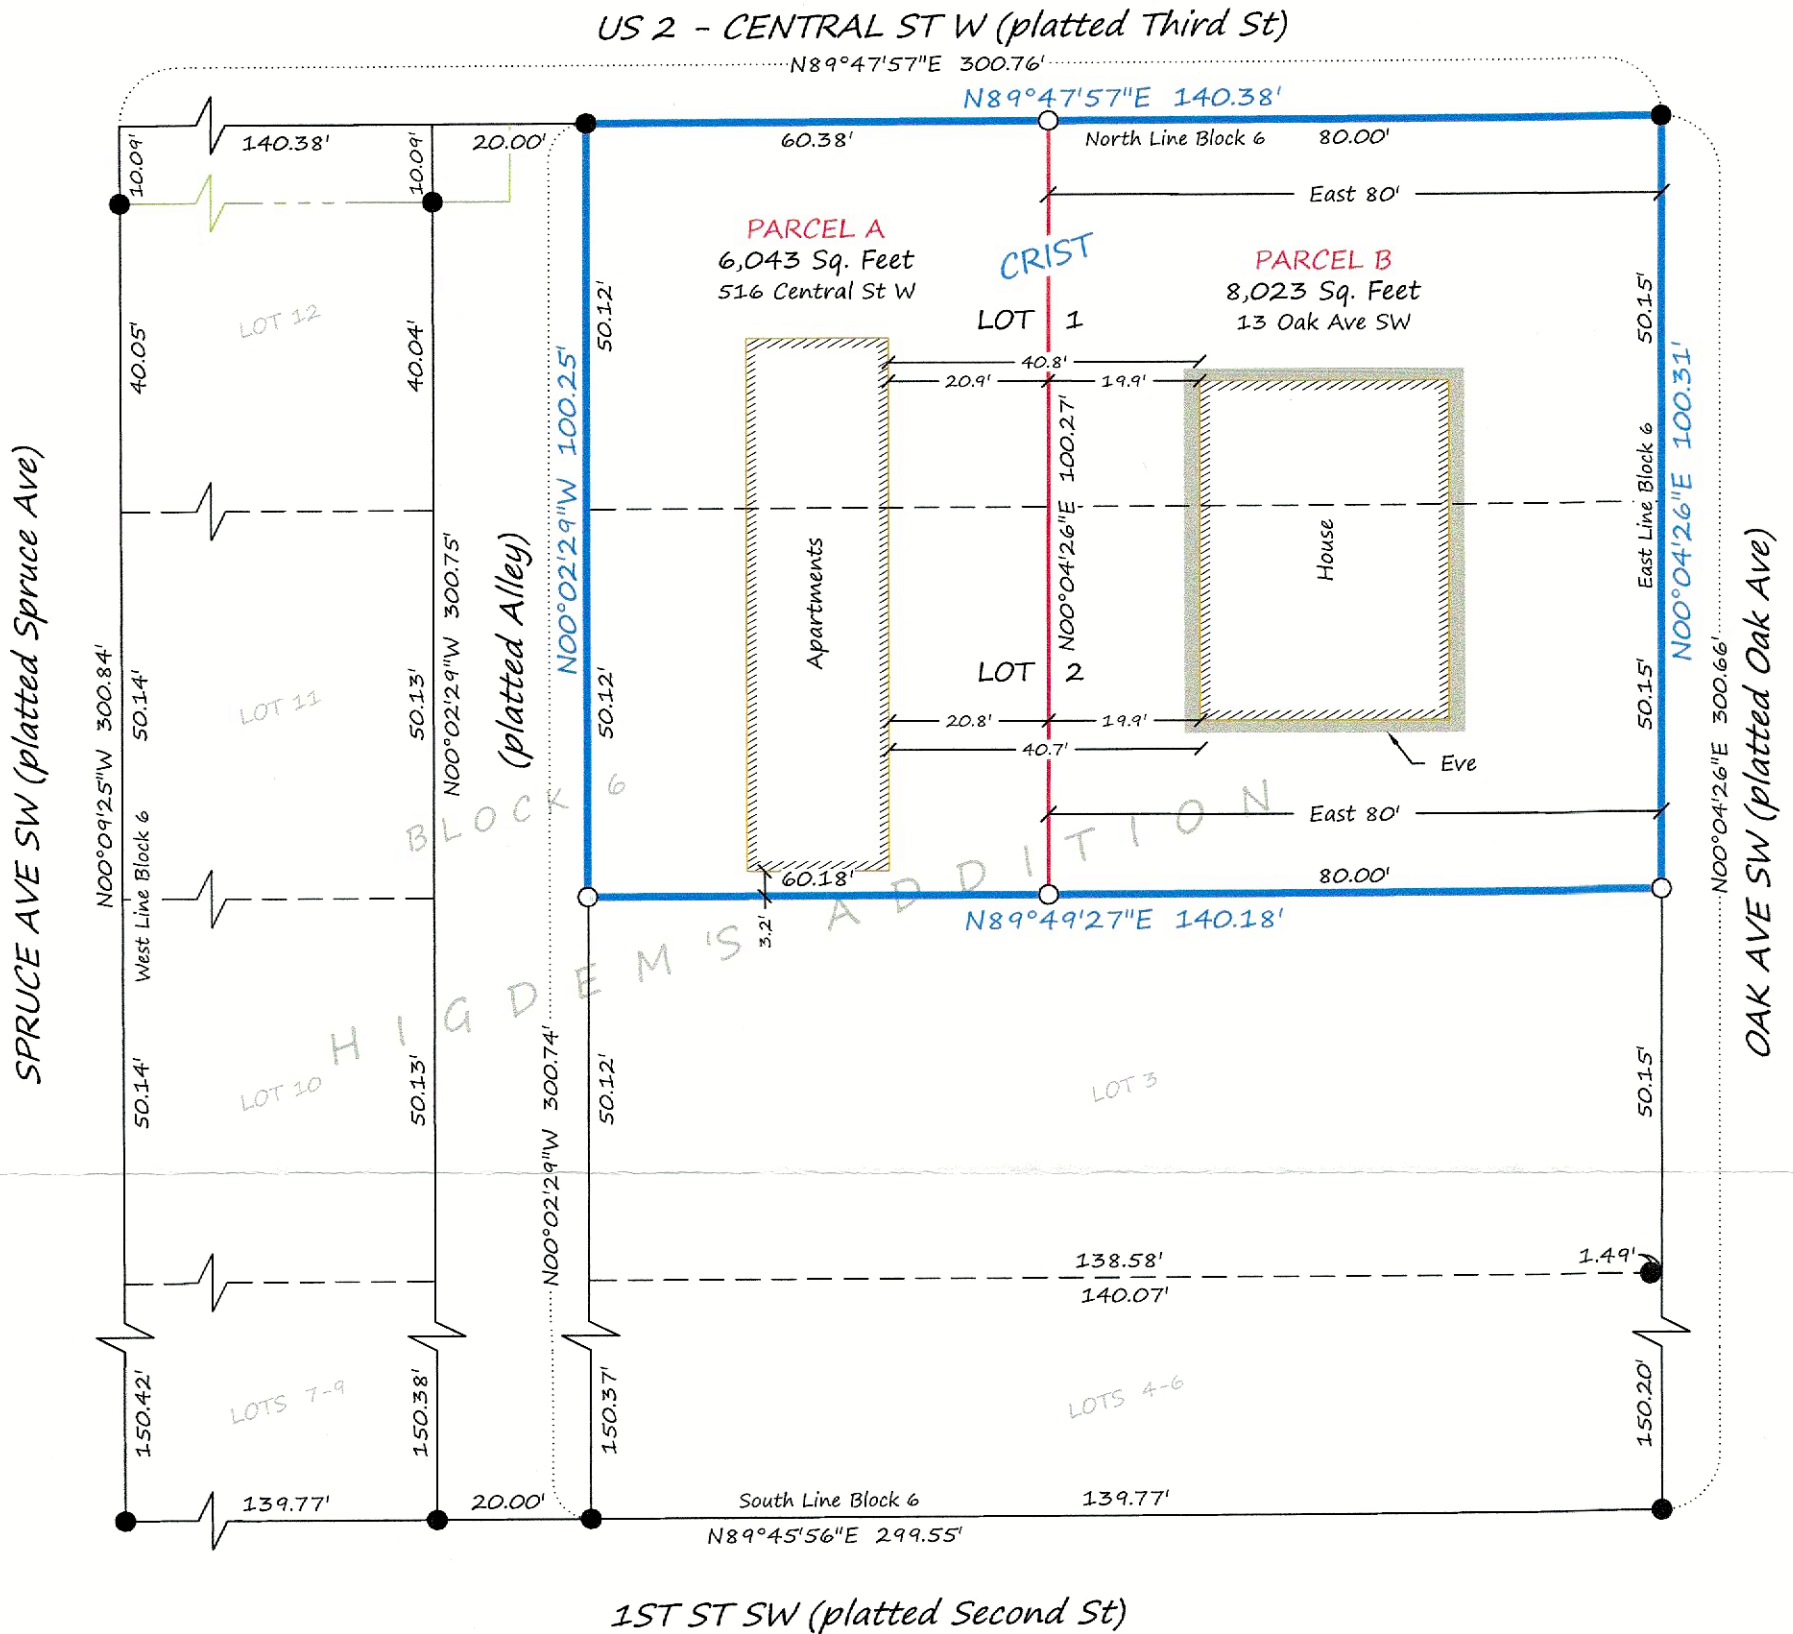 US 2 - CENTRAL ST W (platted Third St)
N89°47'57"E 300.76'
N89°47'57"E 140.38'
10.09'
140.38'
10.09'
20.00'
60.38'
North Line Block 6
80.00'
East 80'
PARCEL A
6,043 Sq. Feet
516 Central St W
CRIST
PARCEL B
8,023 Sq. Feet
13 Oak Ave SW
LOT 1
LOT 12
40.05'
40.04'
50.12'
50.15'
N00°02'29"W 100.25'
40.8'
20.9'
19.9'
N00°04'26"E 100.27'
East Line Block 6
N00°04'26"E 100.31'
SPRUCE AVE SW (platted Spruce Ave)
N00°09'25"W 300.84'
West Line Block 6
N00°02'29"W 300.75'
(platted Alley)
Apartments
House
OAK AVE SW (platted Oak Ave)
N00°04'26"E 300.66'
LOT 11
50.14'
50.13'
50.12'
LOT 2
50.15'
20.8'
19.9'
40.7'
Eve
BLOCK 6
East 80'
60.18'
80.00'
3.2'
N89°49'27"E 140.18'
HIGDEM'S ADDITION
LOT 10
50.14'
50.13'
N00°02'29"W 300.74'
50.12'
LOT 3
50.15'
138.58'
1.49'
140.07'
LOTS 7-9
150.42'
150.38'
150.37'
LOTS 4-6
150.20'
139.77'
20.00'
South Line Block 6
139.77'
N89°45'56"E 299.55'
1ST ST SW (platted Second St)